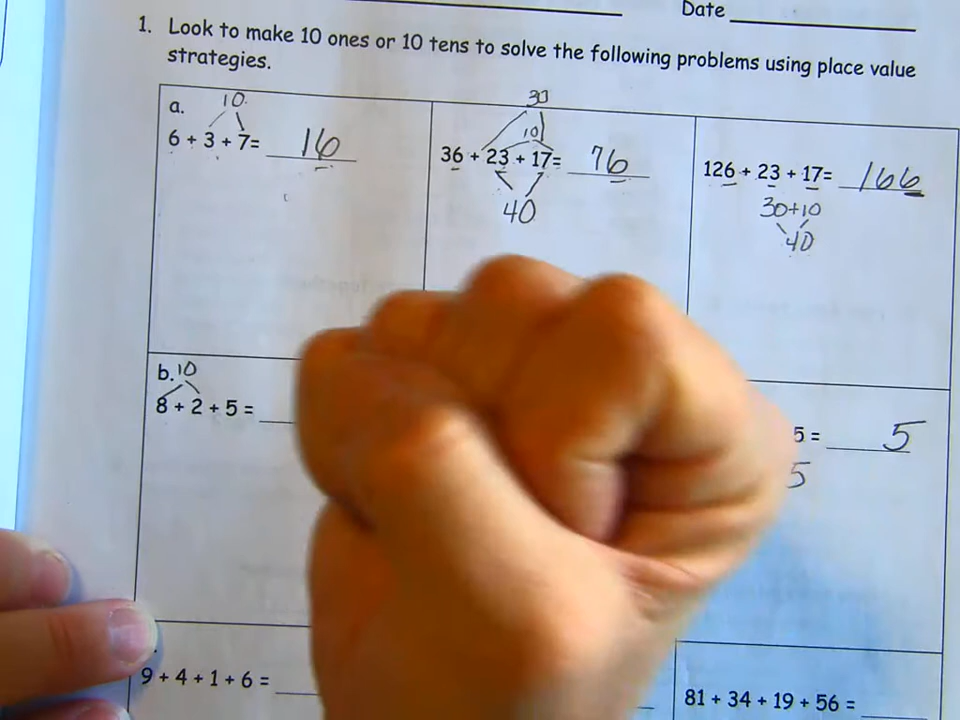 Date
1. Look to make 10 ones or 10 tens to solve the following problems using place value
strategies.
a.
10
6 + 3 + 7= 16
30
10
36 + 23 + 17= 76
40
126 + 23 + 17= 166
30+10
40
b.
10
8 + 2 + 5 =
5 = 5
5
9 + 4 + 1 + 6 =
81 + 34 + 19 + 56 =